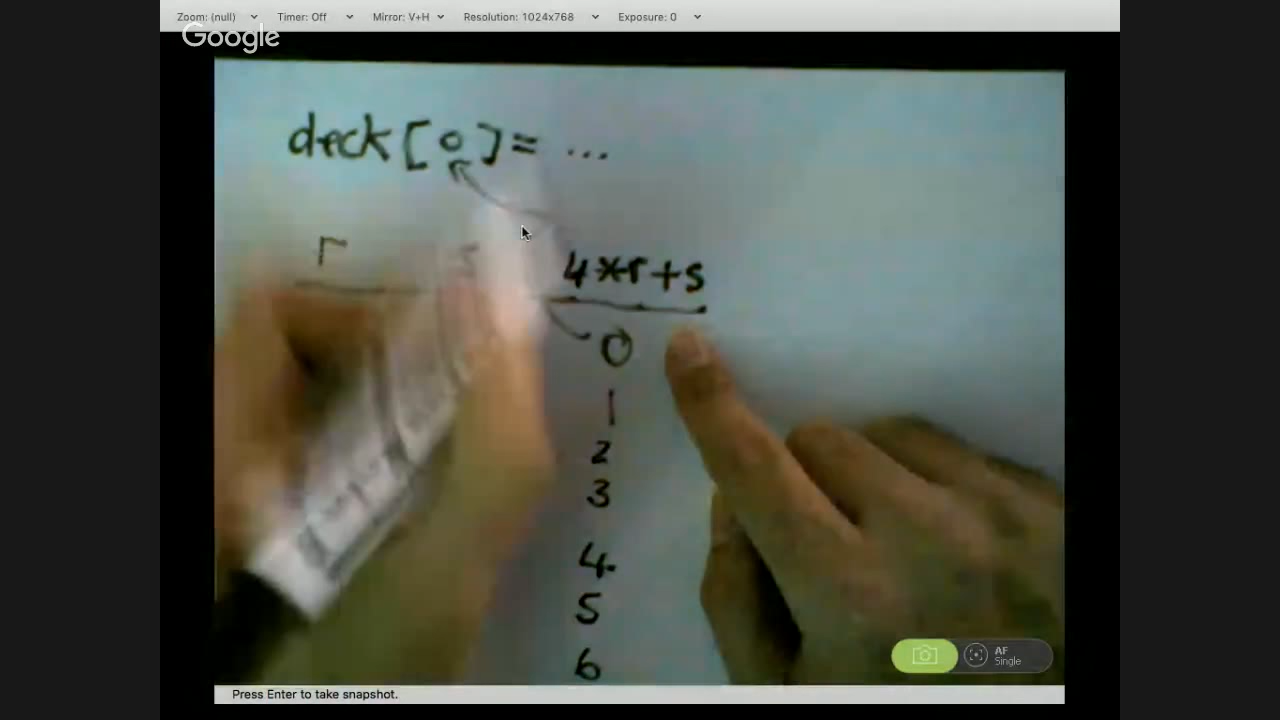 Zoom: (null) Timer: Off Mirror: V+H Resolution: 1024x768 Exposure: 0
Google
deck[0]= ...
r 4*r+s
0
1
2
3
4
5
6
AF
Single
Press Enter to take snapshot.